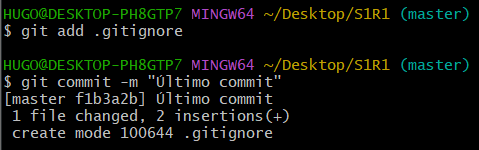 HUGO@DESKTOP-PH8GTP7 MINGW64 ~/Desktop/S1R1 (master)
$ git add .gitignore
HUGO@DESKTOP-PH8GTP7 MINGW64 ~/Desktop/S1R1 (master)
$ git commit -m "Último commit"
[master f1b3a2b] Último commit
 1 file changed, 2 insertions(+)
 create mode 100644 .gitignore